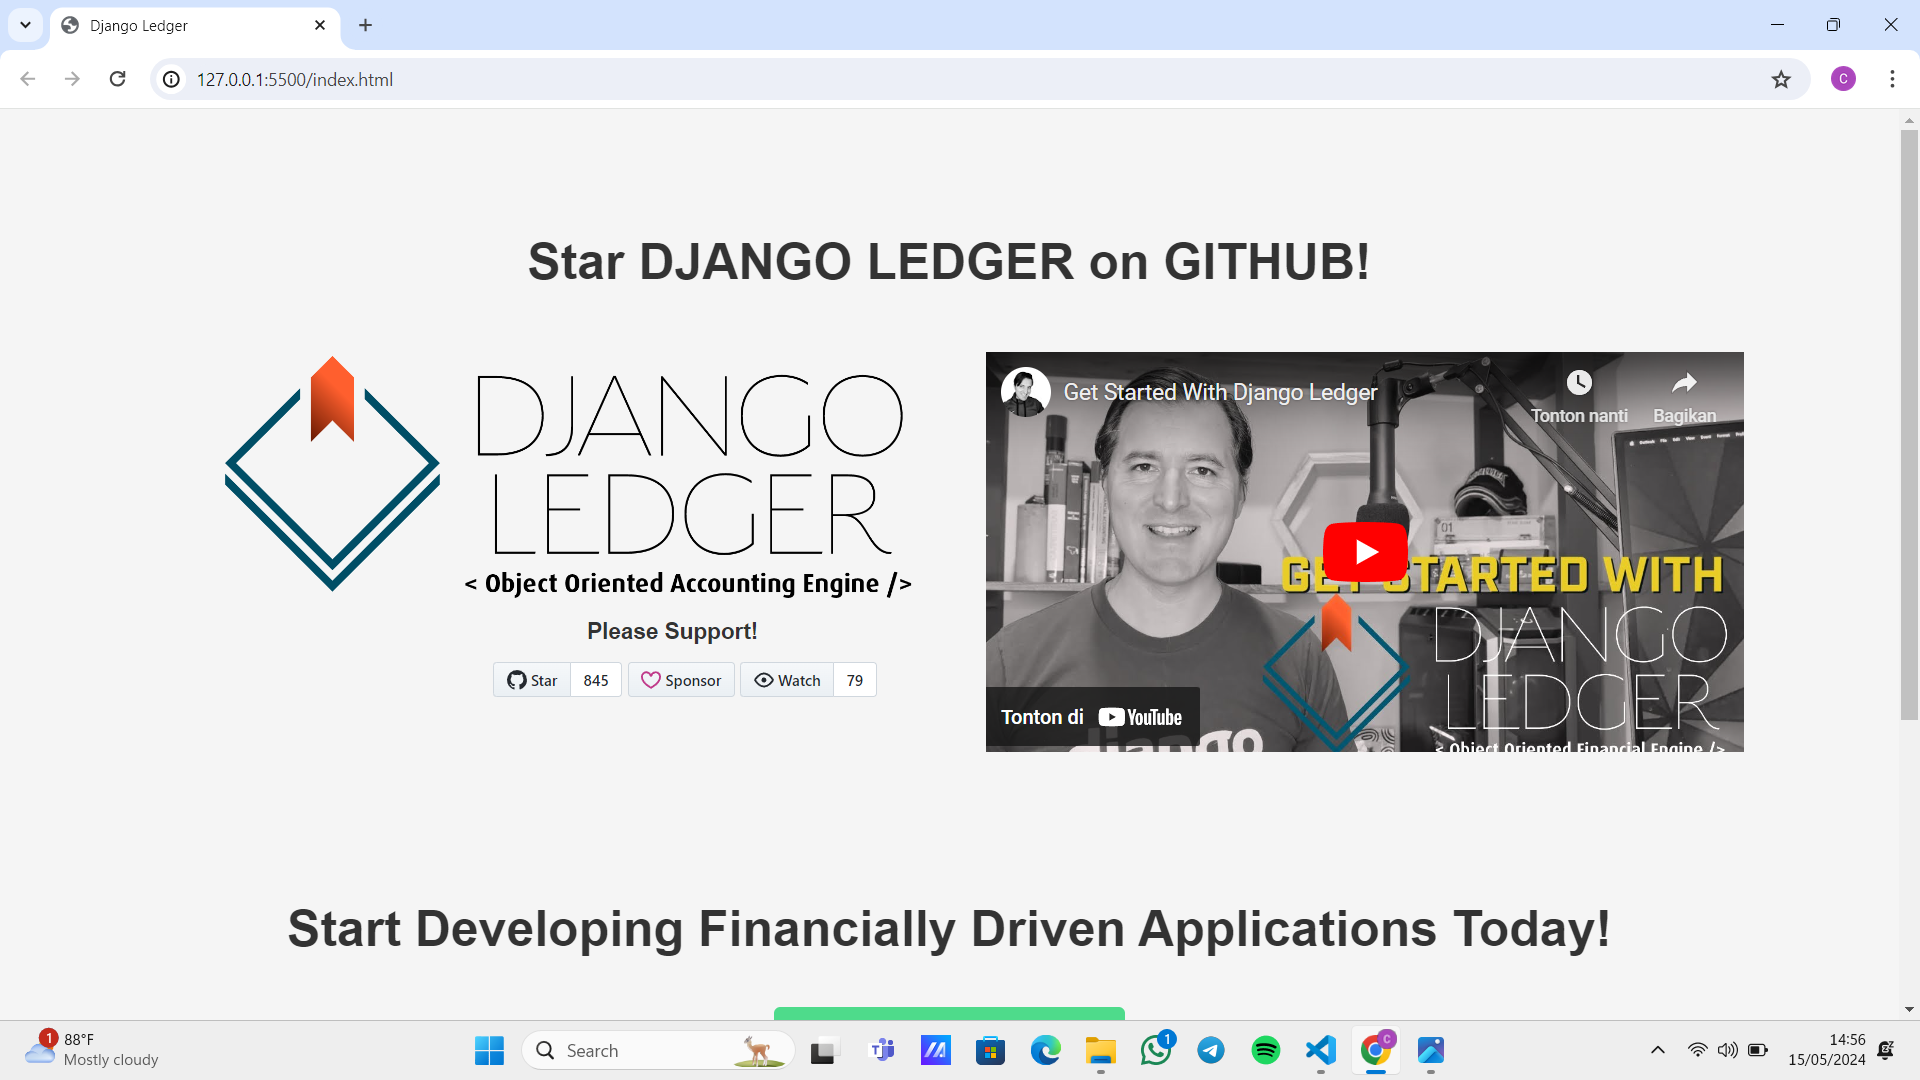 Django Ledger
127.0.0.1:5500/index.html
C
Star DJANGO LEDGER on GITHUB!
DJANGO
LEDGER
< Object Oriented Accounting Engine />
Please Support!
Star 845 Sponsor Watch 79
Get Started With Django Ledger
Tonton nanti Bagikan
01
GET STARTED WITH
DJANGO
LEDGER
< Object Oriented Financial Engine />
Tonton di YouTube
django
Start Developing Financially Driven Applications Today!
1
88°F
Mostly cloudy
Search
1
C
14:56
15/05/2024